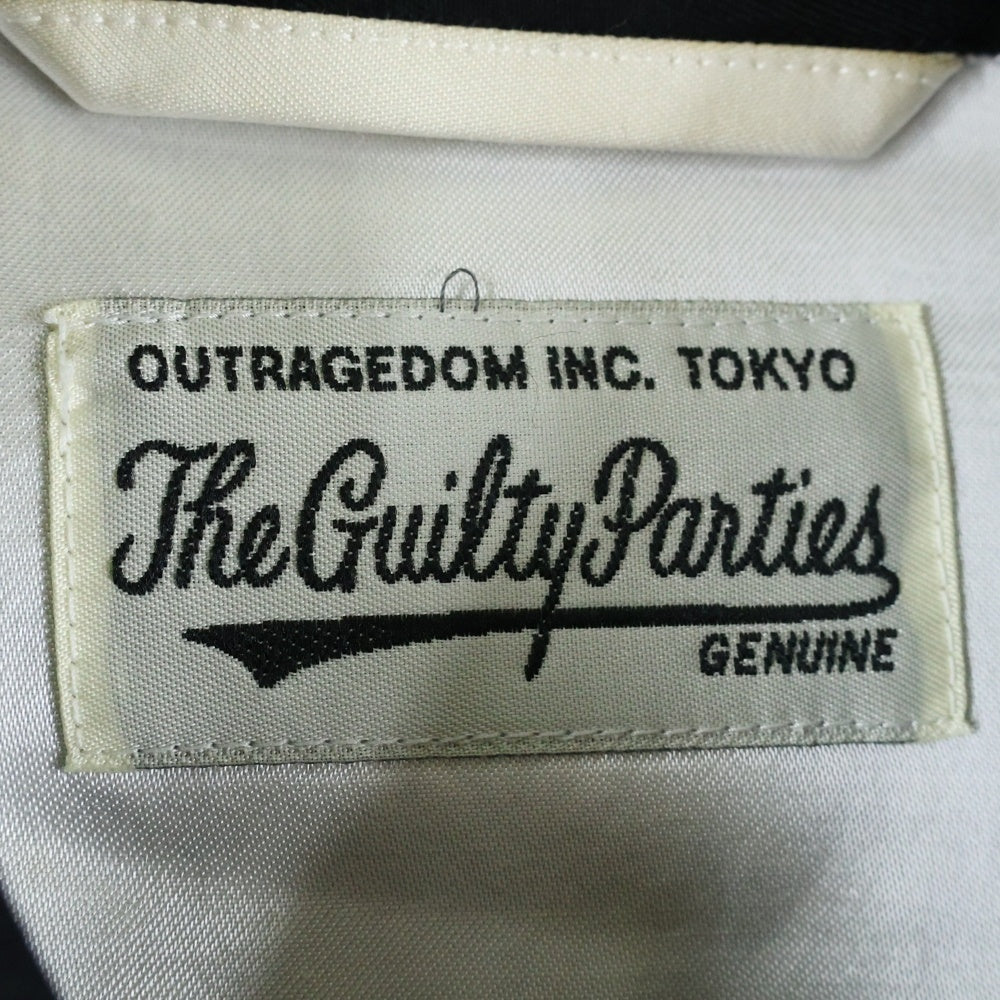 OUTRAGEDOM INC. TOKYO
The Guilty Parties
GENUINE